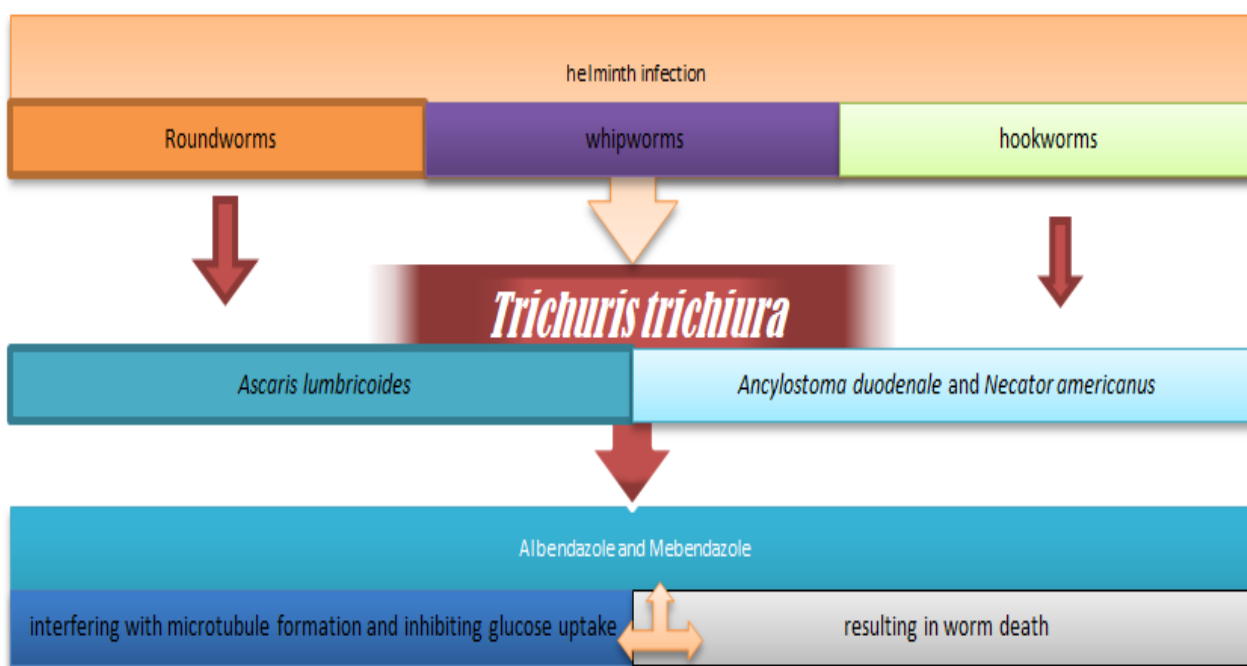 helminth infection
Roundworms
whipworms
hookworms
Trichuris trichiura
Ascaris lumbricoides
Ancylostoma duodenale and Necator americanus
Albendazole and Mebendazole
interfering with microtubule formation and inhibiting glucose uptake
resulting in worm death